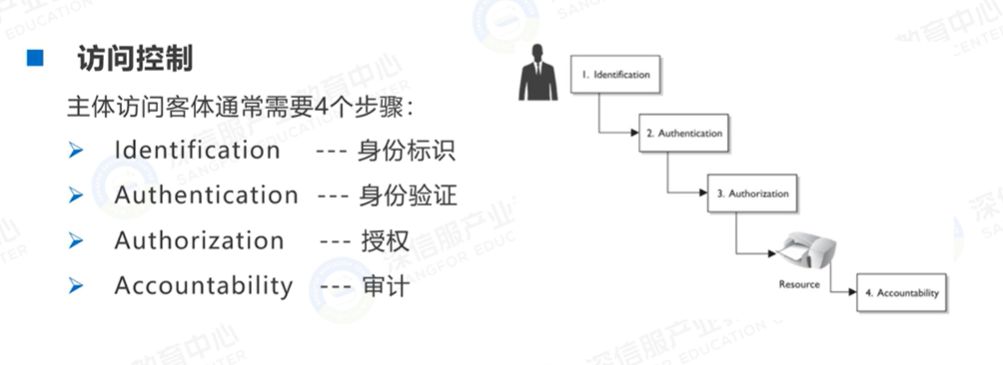 访问控制
主体访问客体通常需要4个步骤：
Identification --- 身份标识
Authentication --- 身份验证
Authorization --- 授权
Accountability --- 审计
1. Identification
2. Authentication
3. Authorization
Resource
4. Accountability
深信服产业教育中心
SANGFOR EDUCATION CENTER